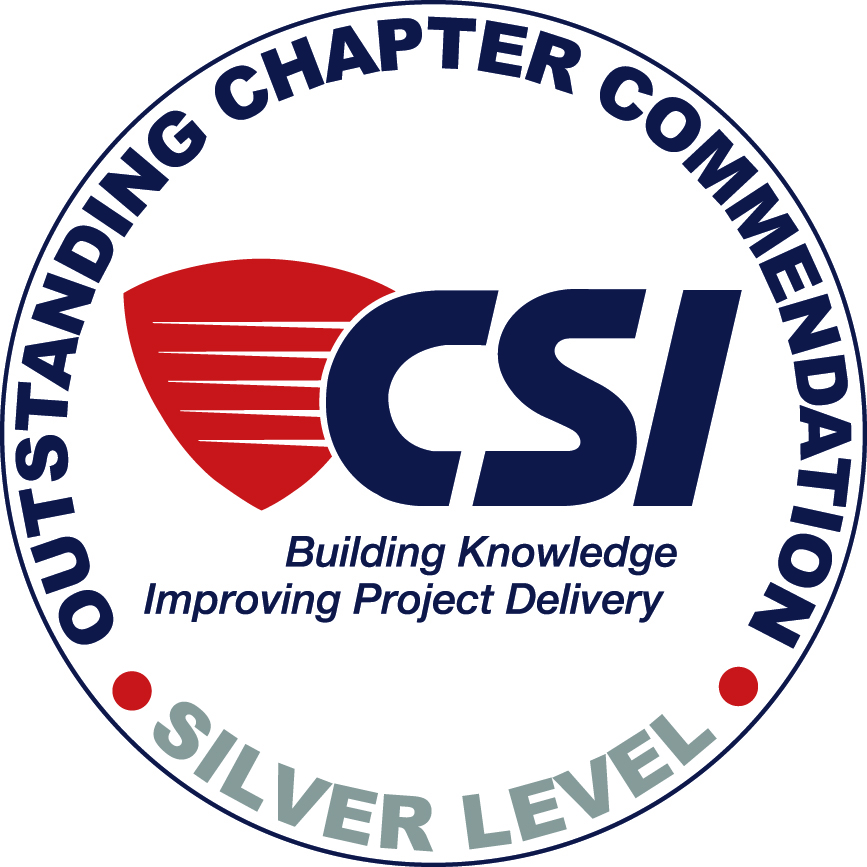 OUTSTANDING CHAPTER COMMENDATION
CSI
Building Knowledge
Improving Project Delivery
SILVER LEVEL